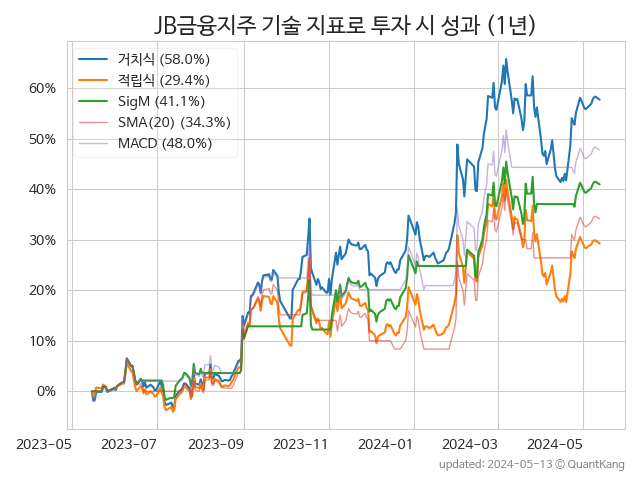 JB금융지주 기술 지표로 투자 시 성과 (1년)
거치식 (58.0%)
적립식 (29.4%)
SigM (41.1%)
SMA(20) (34.3%)
MACD (48.0%)
60%
50%
40%
30%
20%
10%
0%
2023-05 2023-07 2023-09 2023-11 2024-01 2024-03 2024-05
updated: 2024-05-13 ⓒ QuantKang